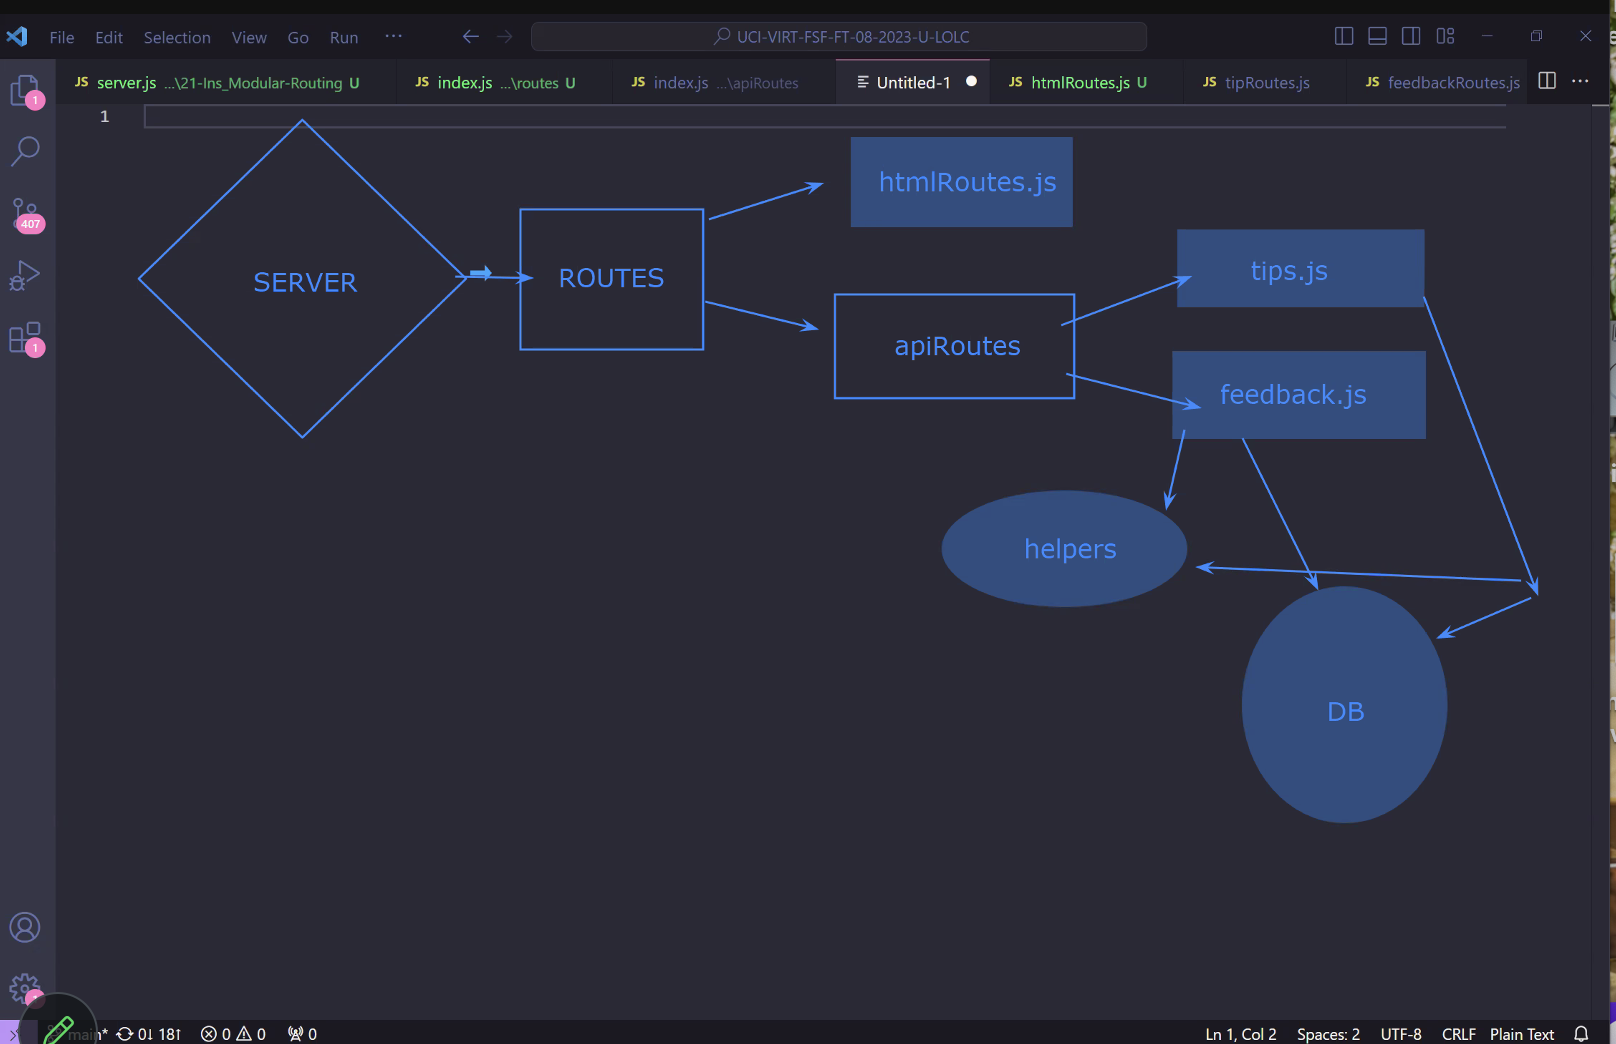 File Edit Selection View Go Run ···
UCI-VIRT-FSF-FT-08-2023-U-LOLC
JS server.js ...\21-Ins_Modular-Routing U
JS index.js ...\routes U
JS index.js ...\apiRoutes
Untitled-1
JS htmlRoutes.js U
JS tipRoutes.js
JS feedbackRoutes.js
1
1
407
1
SERVER
ROUTES
htmlRoutes.js
apiRoutes
tips.js
feedback.js
helpers
DB
main* 0↓ 18↑ 0 0 0
Ln 1, Col 2 Spaces: 2 UTF-8 CRLF Plain Text